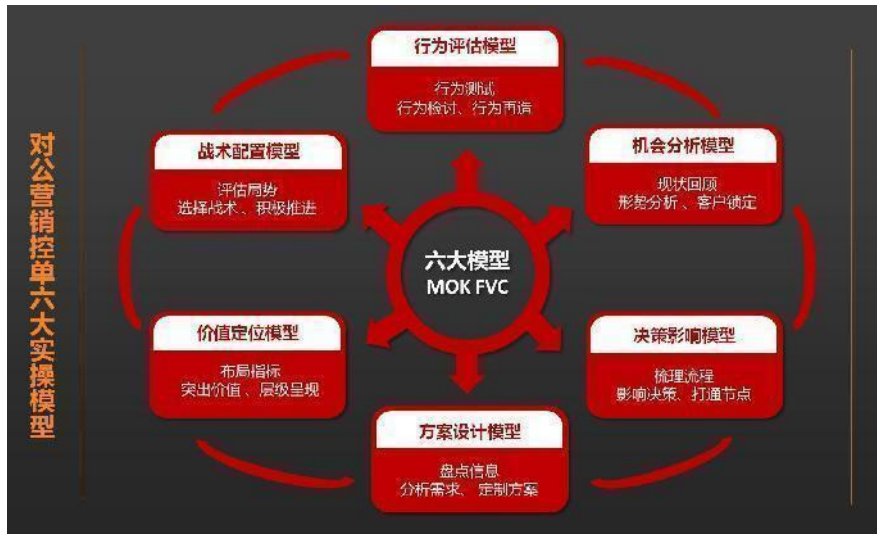 对公营销控单六大实操模型
行为评估模型
行为测试
行为检讨、行为再造
机会分析模型
现状回顾
形势分析、客户锁定
决策影响模型
梳理流程
影响决策、打通节点
方案设计模型
盘点信息
分析需求、定制方案
价值定位模型
布局指标
突出价值、层级呈现
战术配置模型
评估局势
选择战术、积极推进
六大模型
MOK FVC